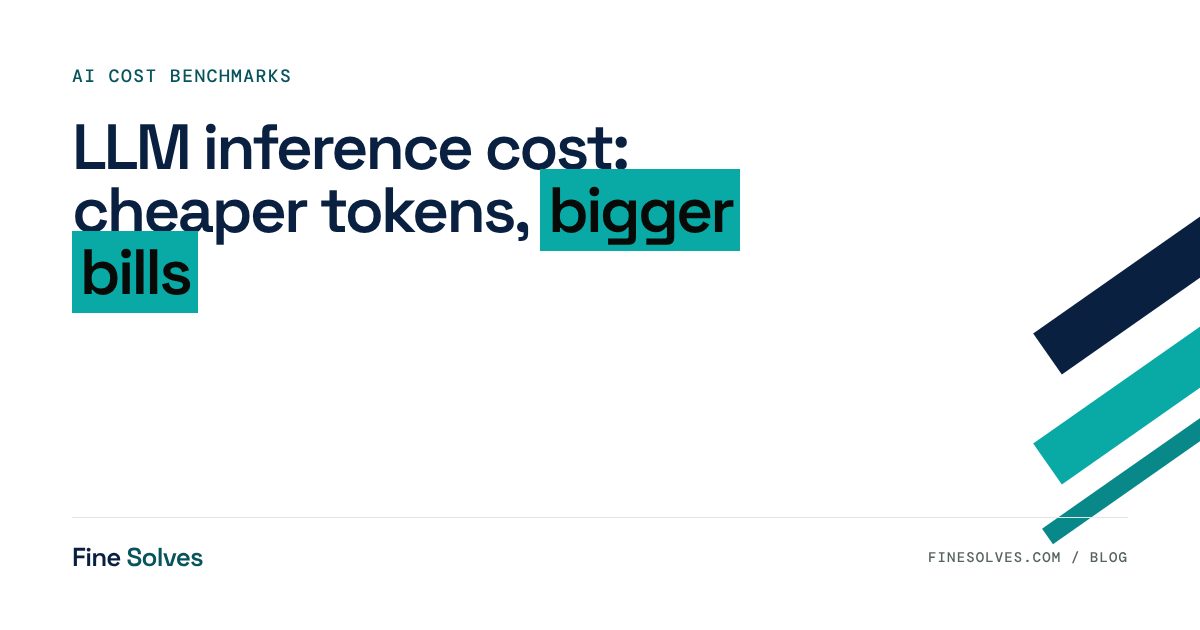 AI COST BENCHMARKS
LLM inference cost:
cheaper tokens, bigger
bills
Fine Solves
FINESOLVES.COM / BLOG